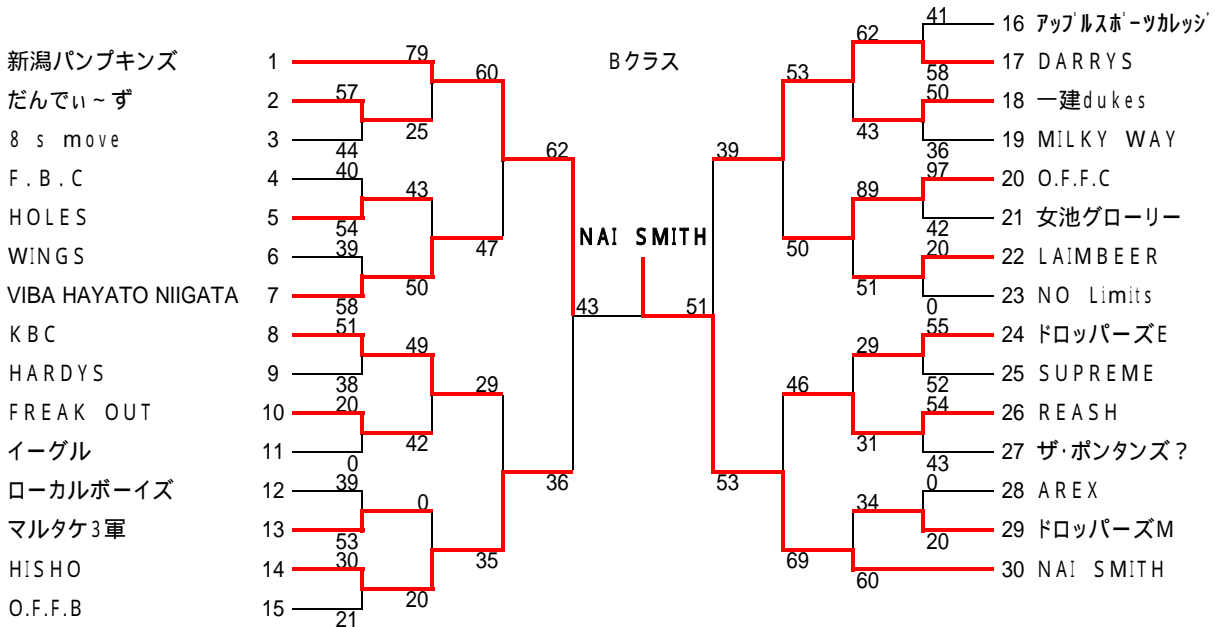 Bクラス
新潟パンプキンズ 1
だんでぃ～ず 2
8 s move 3
F.B.C 4
HOLES 5
WINGS 6
VIBA HAYATO NIIGATA 7
KBC 8
HARDYS 9
FREAK OUT 10
イーグル 11
ローカルボーイズ 12
マルタケ3軍 13
HISHO 14
O.F.F.B 15
57
44
40
54
39
58
51
38
20
0
39
53
30
21
79
25
43
50
49
42
0
20
60
47
29
35
62
36
43
NAI SMITH
51
39
53
53
50
46
69
62
43
89
51
29
31
34
60
41
58
50
36
97
42
20
0
55
52
54
43
0
20
16 ｱｯﾌﾟﾙｽﾎﾟｰﾂｶﾚｯｼﾞ
17 DARRYS
18 一建dukes
19 MILKY WAY
20 O.F.F.C
21 女池グローリー
22 LAIMBEER
23 NO Limits
24 ドロッパーズE
25 SUPREME
26 REASH
27 ザ・ポンタンズ？
28 AREX
29 ドロッパーズM
30 NAI SMITH